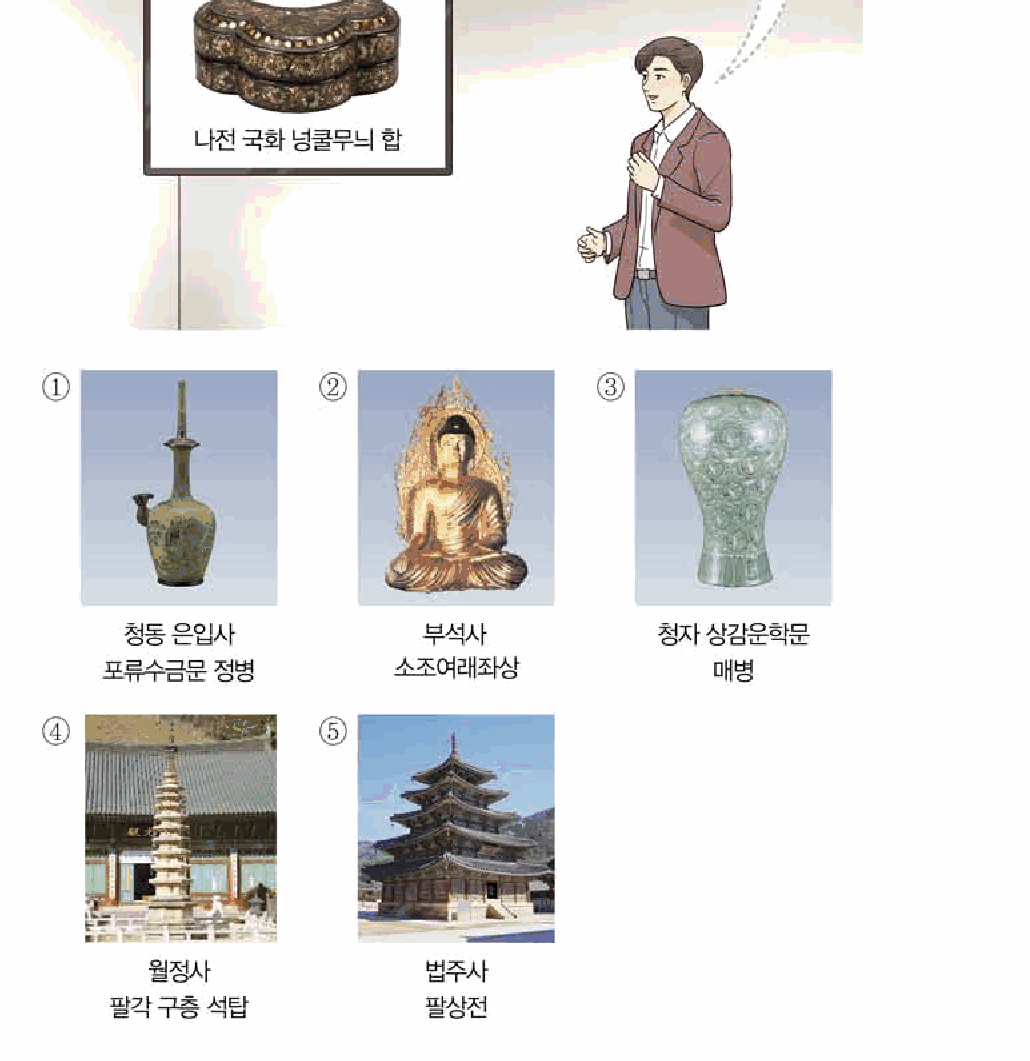 나전 국화 넝쿨무늬 합
①
②
③
청동 은입사
포류수금문 정병
부석사
소조여래좌상
청자 상감운학문
매병
④
⑤
월정사
팔각 구층 석탑
법주사
팔상전